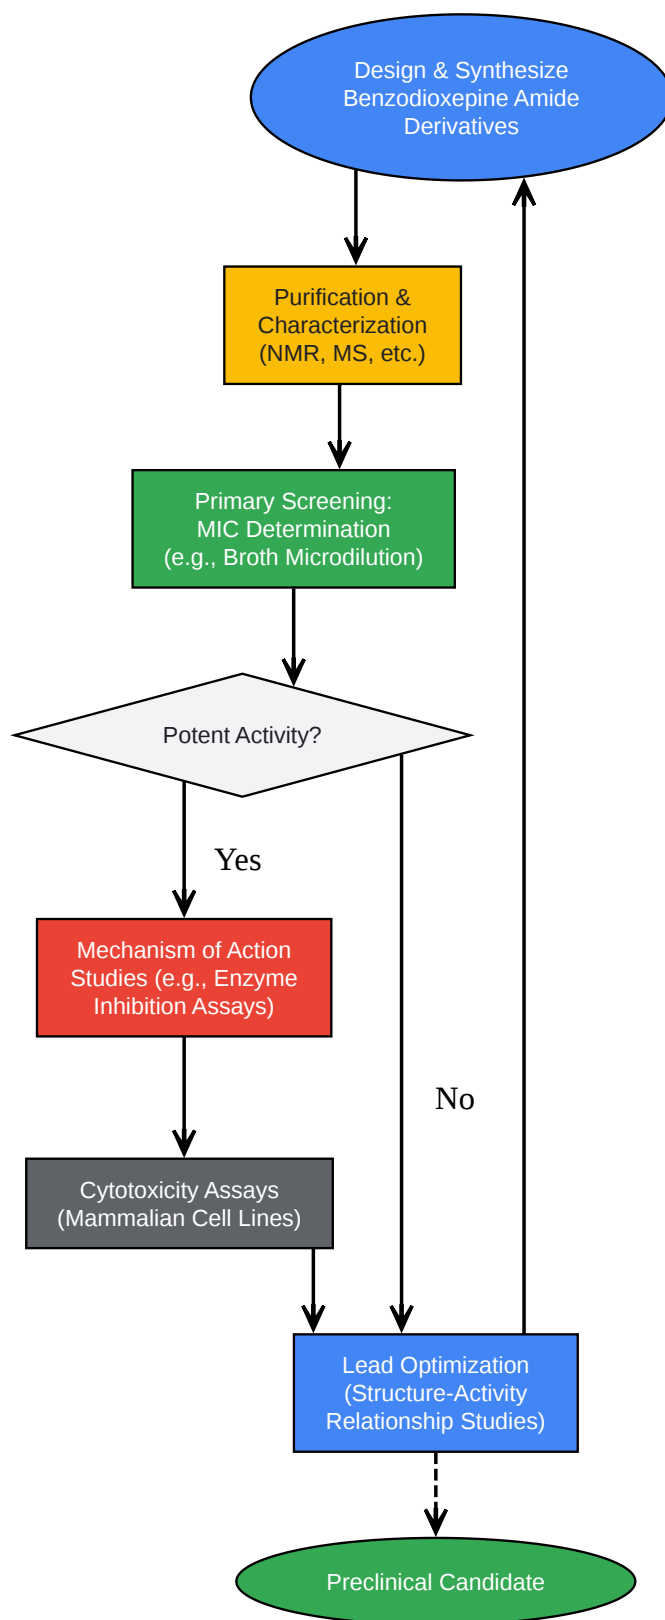 Design & Synthesize
Benzodioxepine Amide
Derivatives
Purification &
Characterization
(NMR, MS, etc.)
Primary Screening:
MIC Determination
(e.g., Broth Microdilution)
Potent Activity?
Yes
Mechanism of Action
Studies (e.g., Enzyme
Inhibition Assays)
No
Cytotoxicity Assays
(Mammalian Cell Lines)
Lead Optimization
(Structure-Activity
Relationship Studies)
Preclinical Candidate